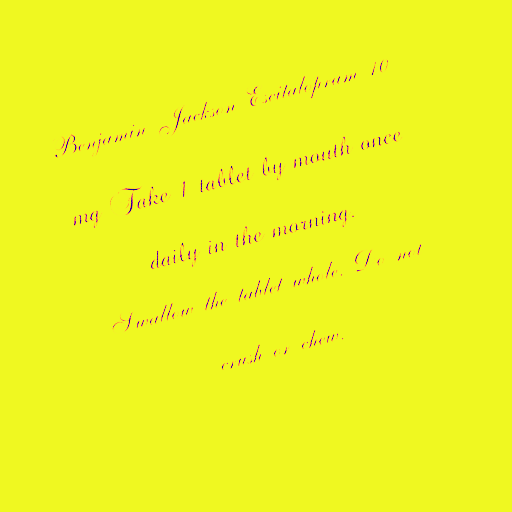 Benjamin Jackson Escitalopram 10
mg Take 1 tablet by mouth once
daily in the morning.
Swallow the tablet whole. Do not
crush or chew.